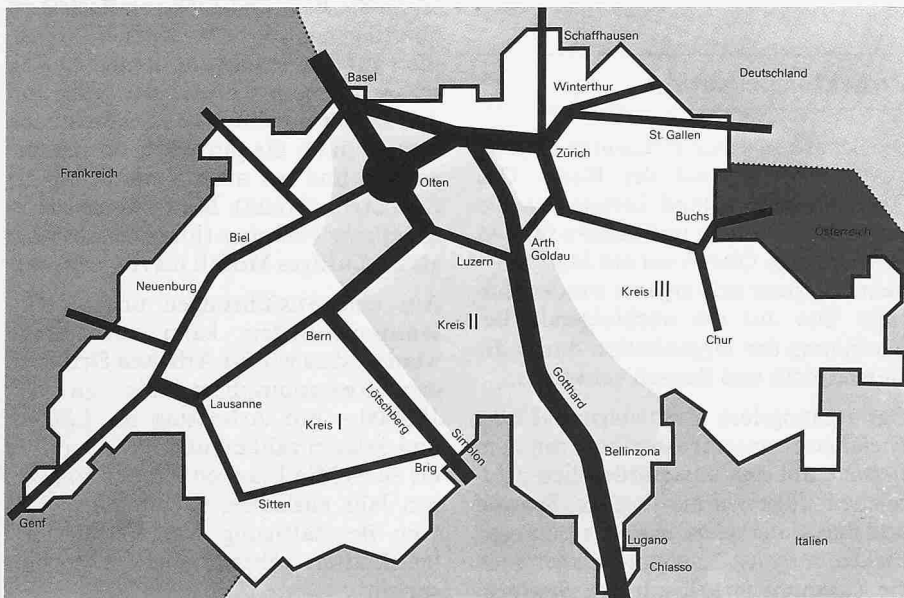 Schaffhausen
Basel
Deutschland
Winterthur
St. Gallen
Frankreich
Zürich
Olten
Buchs
Österreich
Biel
Arth
Goldau
Luzern
Neuenburg
Kreis III
Kreis II
Bern
Chur
Lausanne
Lötschberg
Gotthard
Kreis I
Simplon
Bellinzona
Brig
Sitten
Genf
Lugano
Italien
Chiasso